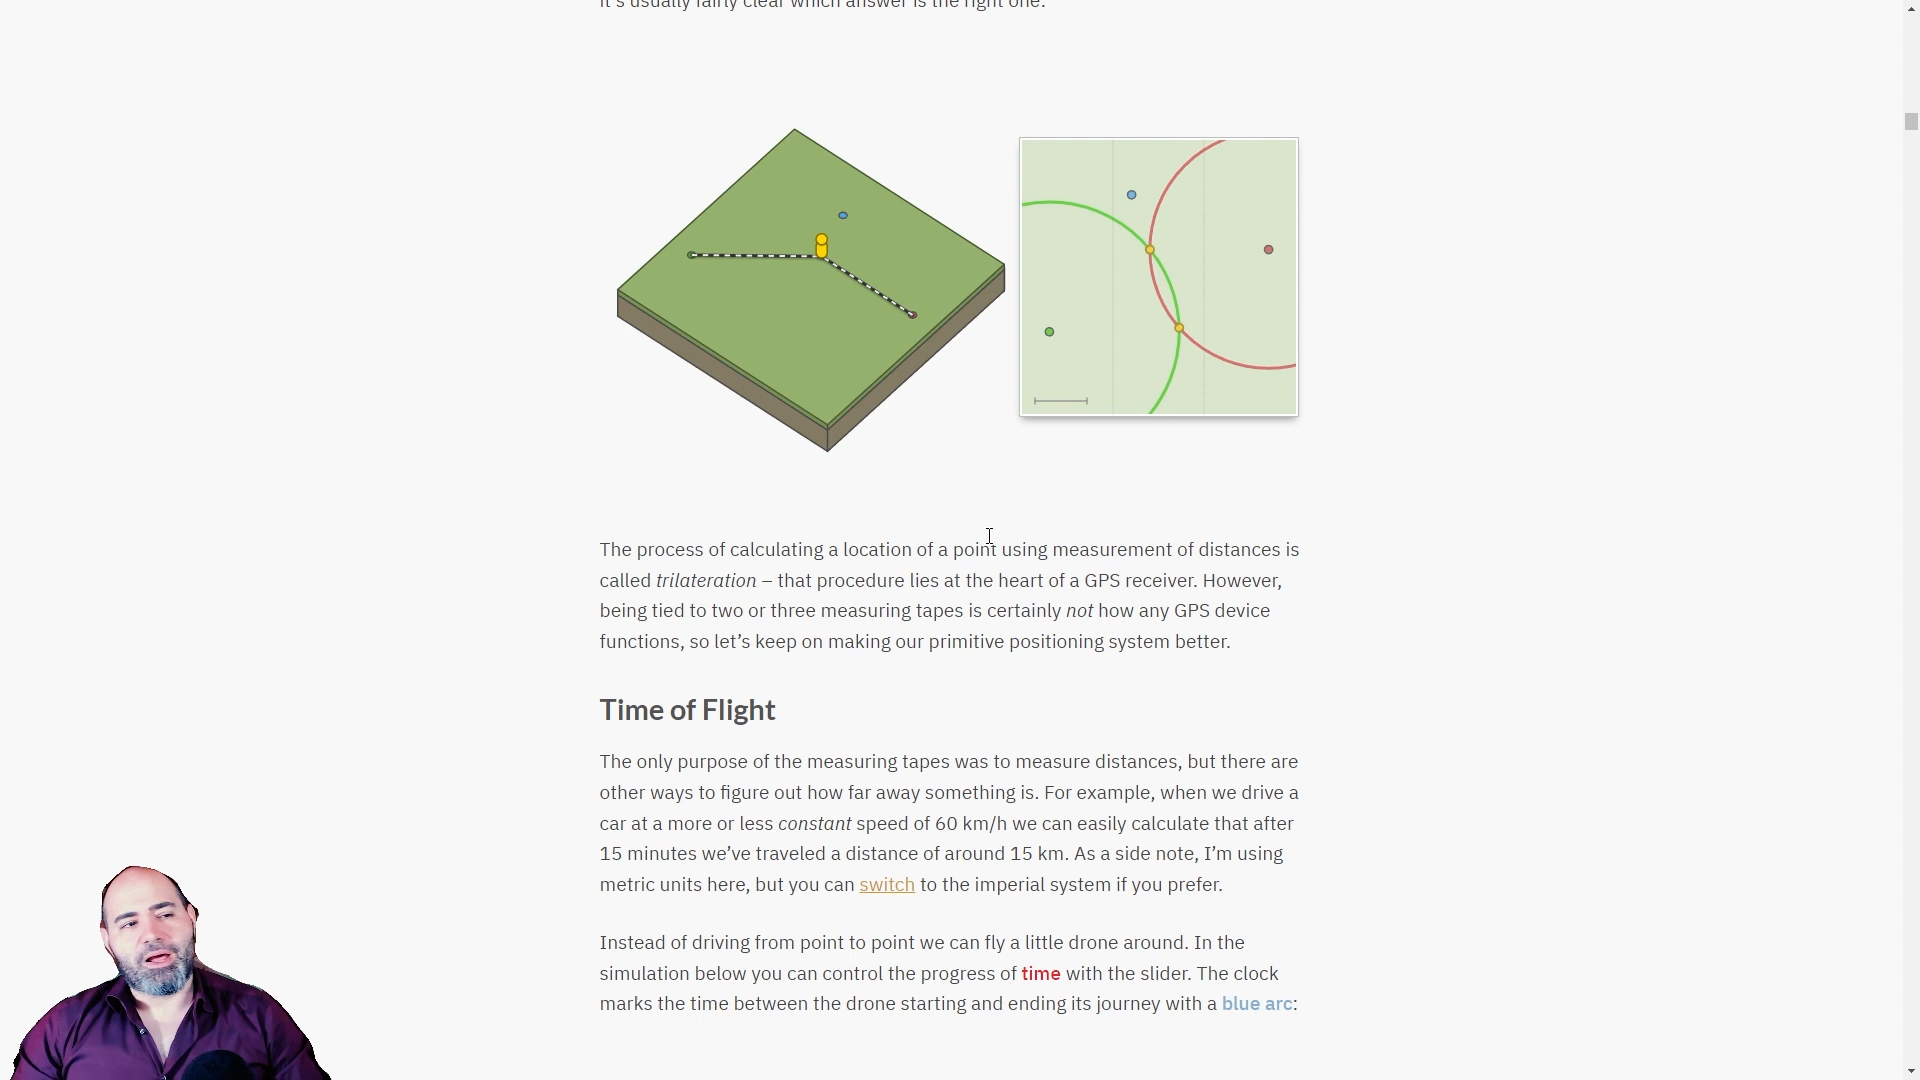 it's usually fairly clear which answer is the right one.
The process of calculating a location of a point using measurement of distances is
called trilateration – that procedure lies at the heart of a GPS receiver. However,
being tied to two or three measuring tapes is certainly not how any GPS device
functions, so let’s keep on making our primitive positioning system better.
Time of Flight
The only purpose of the measuring tapes was to measure distances, but there are
other ways to figure out how far away something is. For example, when we drive a
car at a more or less constant speed of 60 km/h we can easily calculate that after
15 minutes we’ve traveled a distance of around 15 km. As a side note, I’m using
metric units here, but you can switch to the imperial system if you prefer.
Instead of driving from point to point we can fly a little drone around. In the
simulation below you can control the progress of time with the slider. The clock
marks the time between the drone starting and ending its journey with a blue arc: